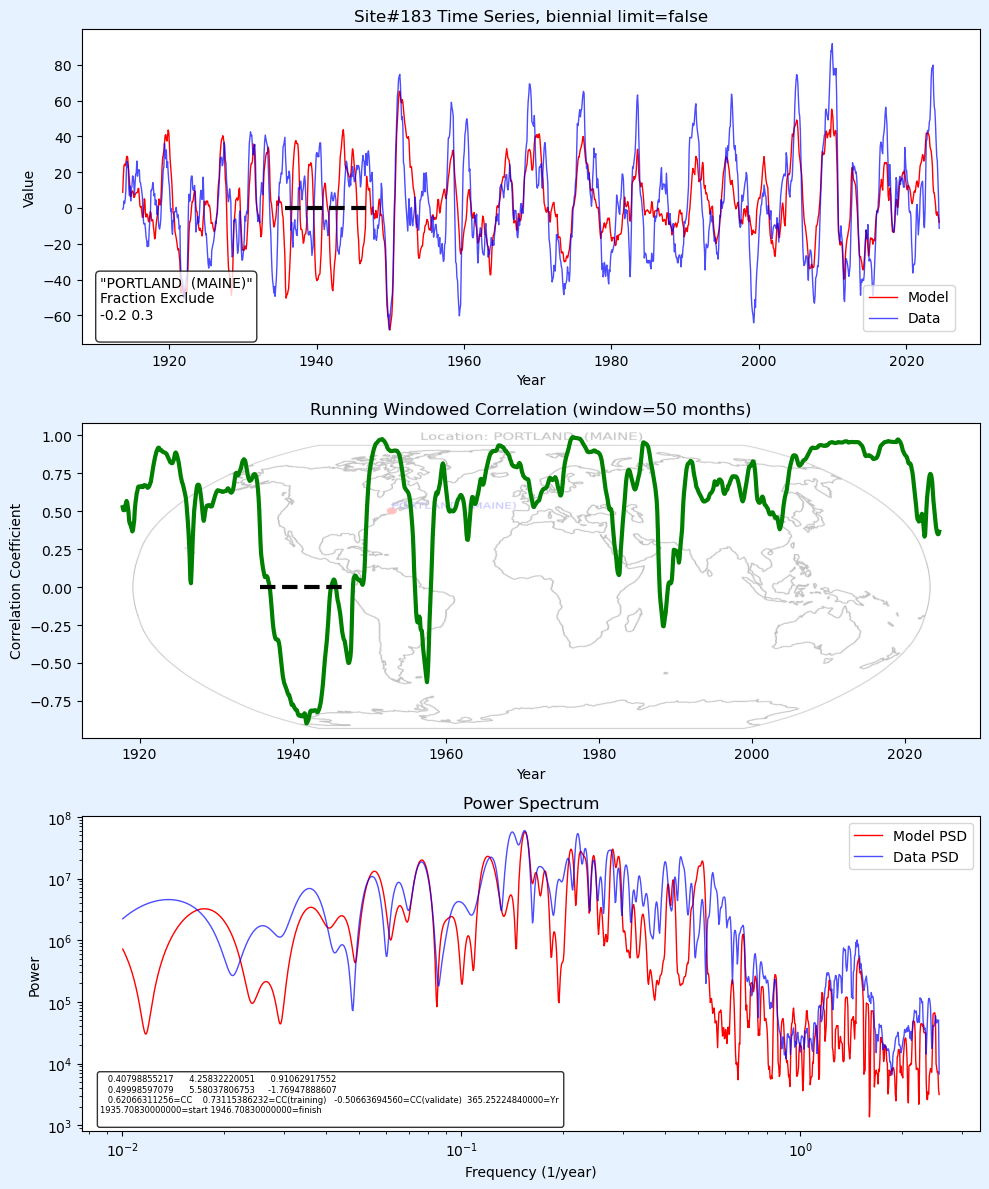 Site#183 Time Series, biennial limit=false
Value
80
60
40
20
0
−20
−40
−60
"PORTLAND  (MAINE)"
Fraction Exclude
-0.2 0.3
Model
Data
1920 1940 1960 1980 2000 2020
Year
Running Windowed Correlation (window=50 months)
Location: PORTLAND  (MAINE)
Correlation Coefficient
1.00
0.75
0.50
0.25
0.00
−0.25
−0.50
−0.75
1920 1940 1960 1980 2000 2020
Year
Power Spectrum
Model PSD
Data PSD
Power
10^8
10^7
10^6
10^5
10^4
10^3
0.40798855217 4.25832220051 0.91062917552
0.49998597079 5.58037806753 -1.76947888607
0.62066311256=CC 0.73115386232=CC(training) -0.50663694560=CC(validate) 365.25224840000=Yr
1935.70830000000=start 1946.70830000000=finish
10^−2 10^−1 10^0
Frequency (1/year)